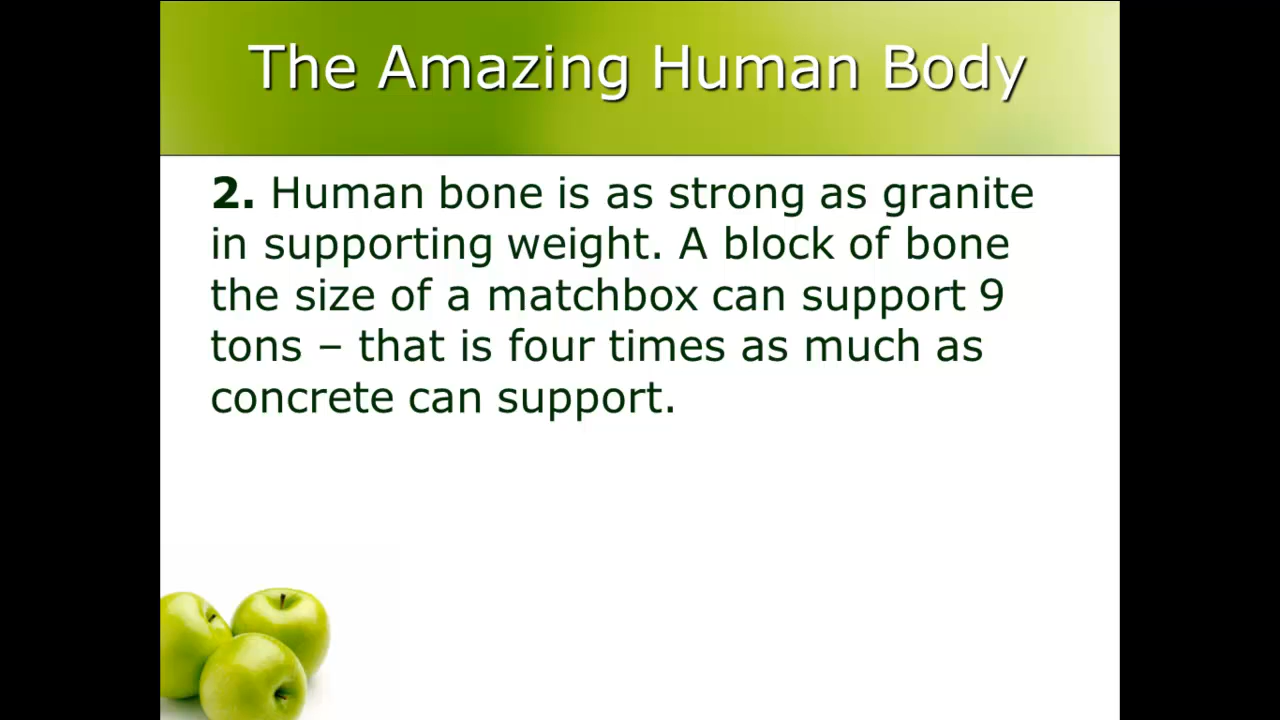 The Amazing Human Body
2. Human bone is as strong as granite
in supporting weight. A block of bone
the size of a matchbox can support 9
tons – that is four times as much as
concrete can support.